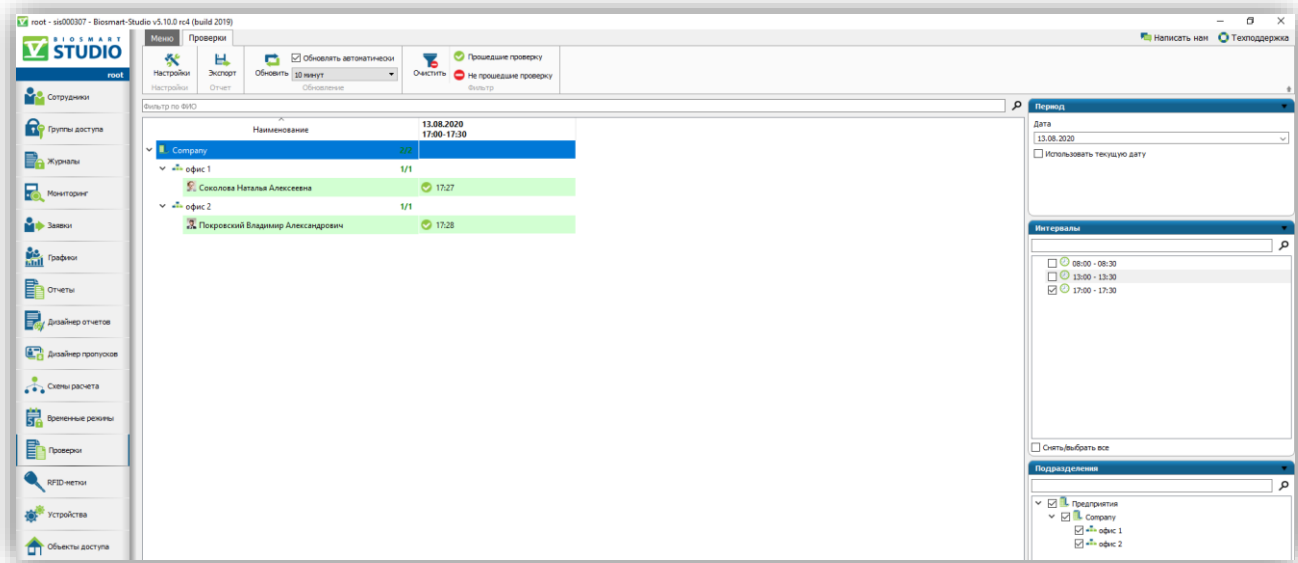 root - sis000307 - Biosmart-Studio v5.10.0 rc4 (build 2019)
BIOSMART
STUDIO
root
Меню Проверки
Написать нам Техподдержка
Настройки Экспорт Обновить
Обновлять автоматически
10 минут
Очистить
Прошедшие проверку
Не прошедшие проверку
Настройки Отчет Обновление Фильтр
Сотрудники
Группы доступа
Журналы
Мониторинг
Заявки
Графики
Отчеты
Дизайнер отчетов
Дизайнер пропусков
Схемы расчета
Временные режимы
Проверки
RFID-метки
Устройства
Объекты доступа
Фильтр по ФИО
Наименование
13.08.2020
17:00-17:30
Company 2/2
офис 1 1/1
Соколова Наталья Алексеевна 17:27
офис 2 1/1
Покровский Владимир Александрович 17:28
Период
Дата
13.08.2020
Использовать текущую дату
Интервалы
08:00 - 08:30
13:00 - 13:30
17:00 - 17:30
Снять/выбрать все
Подразделения
Предприятия
Company
офис 1
офис 2